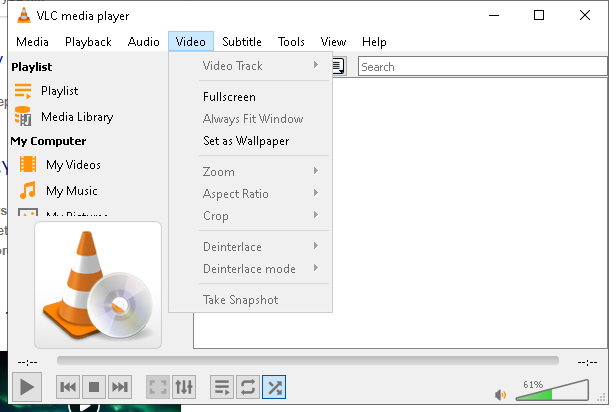 VLC media player
Media Playback Audio Video Subtitle Tools View Help
Playlist
Playlist
Media Library
My Computer
My Videos
My Music
Video Track
Fullscreen
Always Fit Window
Set as Wallpaper
Zoom
Aspect Ratio
Crop
Deinterlace
Deinterlace mode
Take Snapshot
Search
--:--
--:--
61%